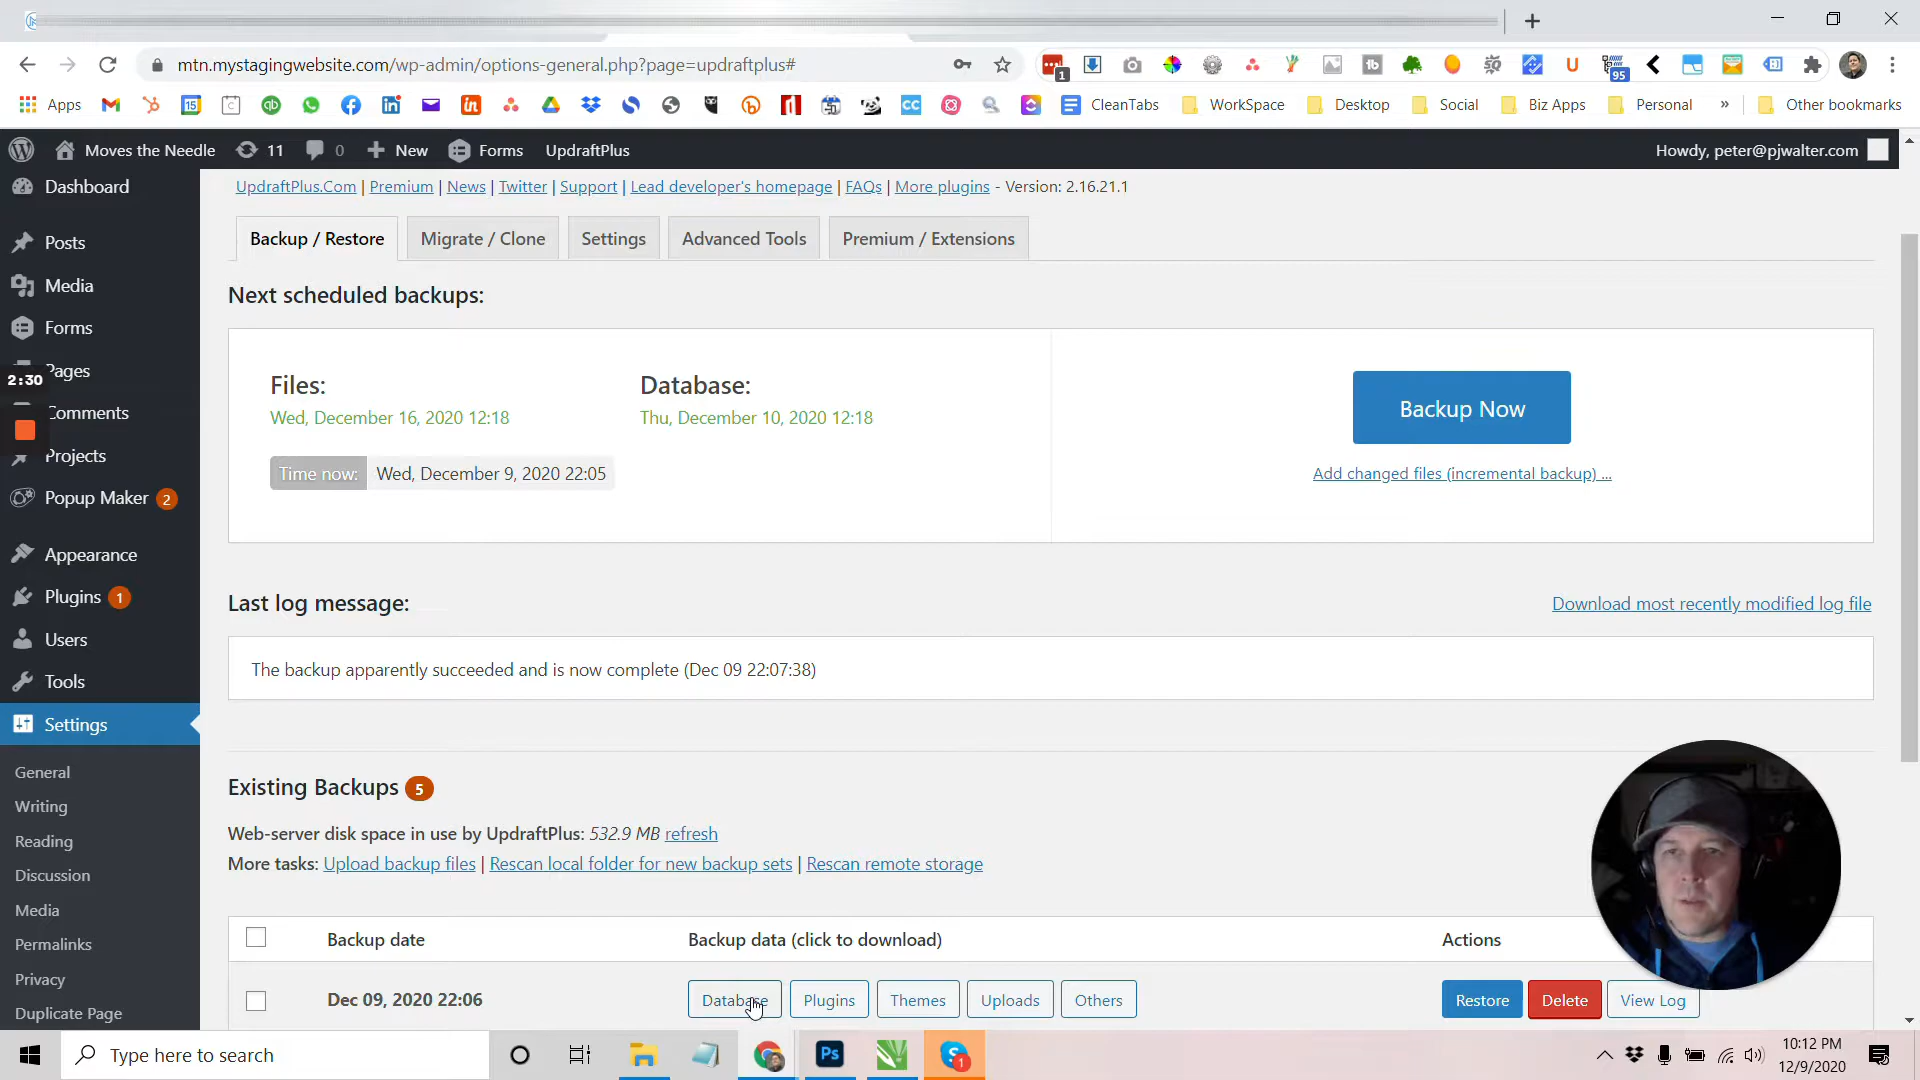 mtn.mystagingwebsite.com/wp-admin/options-general.php?page=updraftplus#
1
95
Apps
15
CC
CleanTabs
WorkSpace
Desktop
Social
Biz Apps
Personal
»
Other bookmarks
Moves the Needle
11
0
New
Forms
UpdraftPlus
Howdy, peter@pjwalter.com
Dashboard
Posts
Media
Forms
Pages
2:30
Comments
Projects
Popup Maker 2
Appearance
Plugins 1
Users
Tools
Settings
General
Writing
Reading
Discussion
Media
Permalinks
Privacy
Duplicate Page
UpdraftPlus.Com | Premium | News | Twitter | Support | Lead developer's homepage | FAQs | More plugins - Version: 2.16.21.1
Backup / Restore
Migrate / Clone
Settings
Advanced Tools
Premium / Extensions
Next scheduled backups:
Files:
Wed, December 16, 2020 12:18
Database:
Thu, December 10, 2020 12:18
Time now: Wed, December 9, 2020 22:05
Backup Now
Add changed files (incremental backup) ...
Last log message:
Download most recently modified log file
The backup apparently succeeded and is now complete (Dec 09 22:07:38)
Existing Backups 5
Web-server disk space in use by UpdraftPlus: 532.9 MB refresh
More tasks: Upload backup files | Rescan local folder for new backup sets | Rescan remote storage
Backup date
Backup data (click to download)
Actions
Dec 09, 2020 22:06
Database
Plugins
Themes
Uploads
Others
Restore
Delete
View Log
Type here to search
Ps
S
1
10:12 PM
12/9/2020